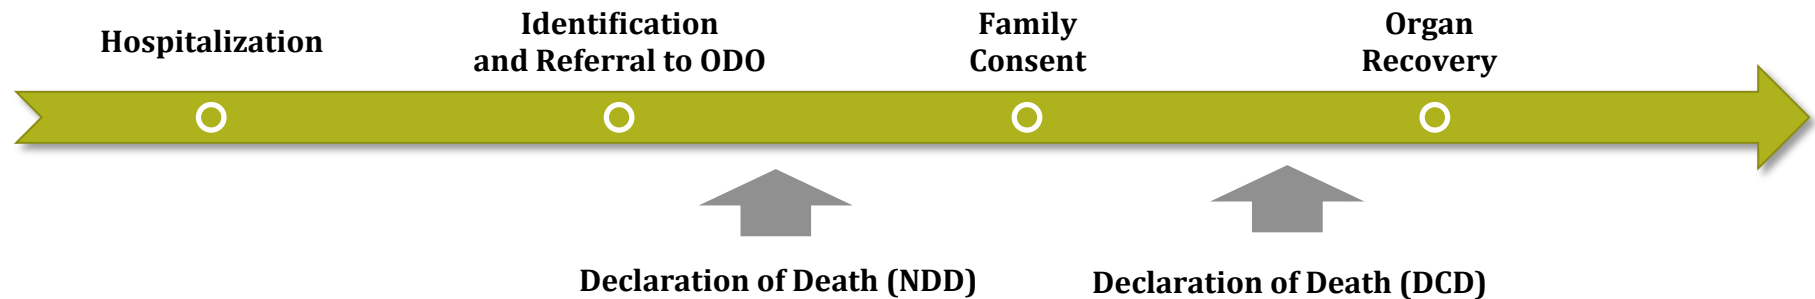 Hospitalization
Identification
and Referral to ODO
Family
Consent
Organ
Recovery
Declaration of Death (NDD)
Declaration of Death (DCD)